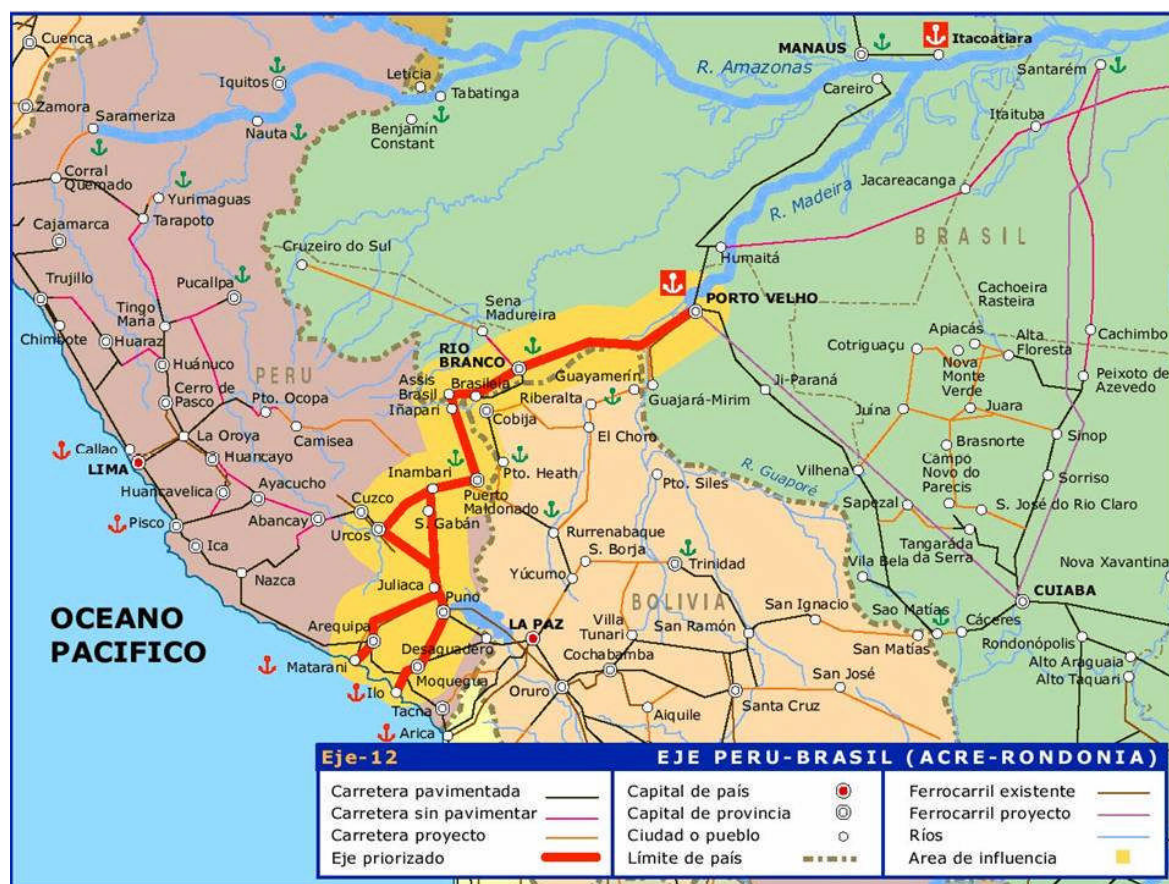 Cuenca
Zamora
Sarameriza
Iquitos
Nauta
Leticia
Tabatinga
Benjamín
Constant
MANAUS
Itacoatiara
R. Amazonas
Careiro
Santarém
Itaituba
Corral
Quemado
Yurimaguas
Tarapoto
Cajamarca
Jacareacanga
R. Madeira
Cruzeiro do Sul
Humaitá
BRASIL
Trujillo
Pucallpa
Tingo
María
Sena
Madureira
PORTO VELHO
Cachoeira
Rasteira
Chimbote
Huaraz
Huánuco
RIO
BRANCO
Cotriguaçu
Apiacás
Alta
Floresta
Cachimbo
Nova
Monte
Verde
PERU
Cerro de
Pasco
Pto. Ocopa
Assis
Brasil
Brasileia
Guayamerín
Riberalta
Guajará-Mirim
Ji-Paraná
Peixoto de
Azevedo
Iñapari
Cobija
Juína
Juara
La Oroya
Camisea
El Choro
Callao
LIMA
Huancayo
Inambari
Pto. Heath
Brasnorte
Sinop
Campo
Novo do
Parecis
R. Guaporé
Vilhena
Huancavelica
Ayacucho
Cuzco
Puerto
Maldonado
Pto. Siles
Sapezal
Sorriso
S. José do Rio Claro
Pisco
Abancay
Urcos
S. Gabán
Ica
Rurrenabaque
Tangaráda
da Serra
S. Borja
Trinidad
Nazca
Yúcumo
Vila Bela
Nova Xavantina
Juliaca
Puno
BOLIVIA
CUIABA
OCEANO
PACIFICO
Arequipa
LA PAZ
Villa
Tunari
San Ignacio
San Ramón
Sao Matías
Cáceres
Matarani
Desaguadero
Cochabamba
San Matías
Rondonópolis
Moquegua
Alto Araguaia
Alto Taquari
Ilo
Oruro
San José
Tacna
Aiquile
Santa Cruz
Arica
Eje-12
EJE PERU-BRASIL (ACRE-RONDONIA)
Carretera pavimentada
Carretera sin pavimentar
Carretera proyecto
Eje priorizado
Capital de país
Capital de provincia
Ciudad o pueblo
Límite de país
Ferrocarril existente
Ferrocarril proyecto
Ríos
Area de influencia